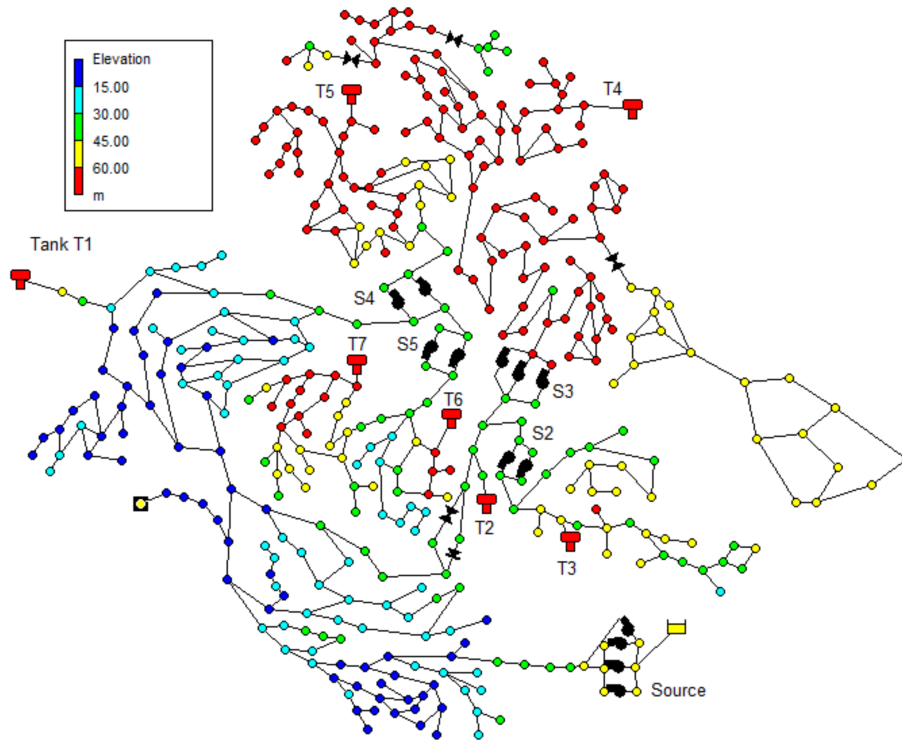 Elevation
15.00
30.00
45.00
60.00
m
T5
T4
Tank T1
S4
S5
T7
S3
T6
S2
T2
T3
Source